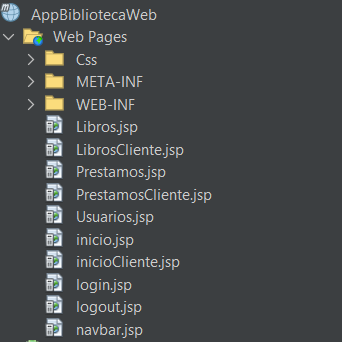 AppBibliotecaWeb
Web Pages
Css
META-INF
WEB-INF
Libros.jsp
LibrosCliente.jsp
Prestamos.jsp
PrestamosCliente.jsp
Usuarios.jsp
inicio.jsp
inicioCliente.jsp
login.jsp
logout.jsp
navbar.jsp